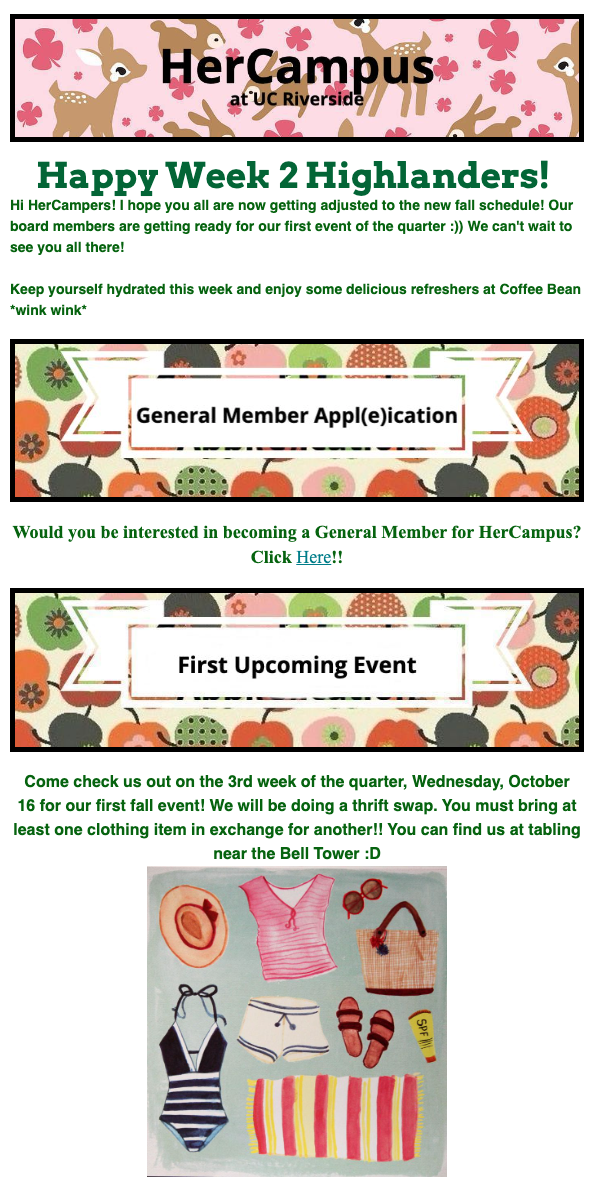 HerCampus
at UC Riverside
Happy Week 2 Highlanders!
Hi HerCampers! I hope you all are now getting adjusted to the new fall schedule! Our
board members are getting ready for our first event of the quarter :)) We can't wait to
see you all there!
Keep yourself hydrated this week and enjoy some delicious refreshers at Coffee Bean
*wink wink*
General Member Appl(e)ication
Would you be interested in becoming a General Member for HerCampus?
Click Here!!
First Upcoming Event
Come check us out on the 3rd week of the quarter, Wednesday, October
16 for our first fall event! We will be doing a thrift swap. You must bring at
least one clothing item in exchange for another!! You can find us at tabling
near the Bell Tower :D
SPF